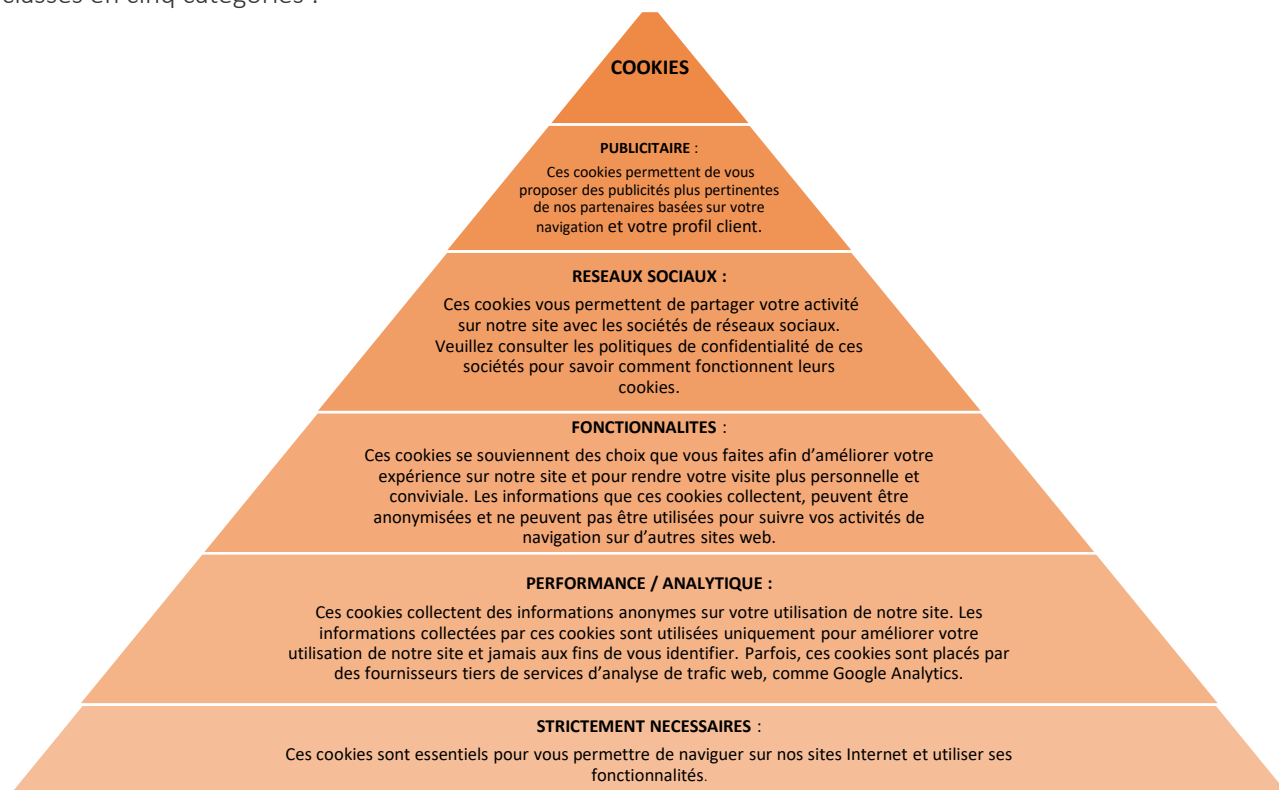 classés en cinq catégories :
COOKIES
PUBLICITAIRE :
Ces cookies permettent de vous
proposer des publicités plus pertinentes
de nos partenaires basées sur votre
navigation et votre profil client.
RESEAUX SOCIAUX :
Ces cookies vous permettent de partager votre activité
sur notre site avec les sociétés de réseaux sociaux.
Veuillez consulter les politiques de confidentialité de ces
sociétés pour savoir comment fonctionnent leurs
cookies.
FONCTIONNALITES :
Ces cookies se souviennent des choix que vous faites afin d’améliorer votre
expérience sur notre site et pour rendre votre visite plus personnelle et
conviviale. Les informations que ces cookies collectent, peuvent être
anonymisées et ne peuvent pas être utilisées pour suivre vos activités de
navigation sur d’autres sites web.
PERFORMANCE / ANALYTIQUE :
Ces cookies collectent des informations anonymes sur votre utilisation de notre site. Les
informations collectées par ces cookies sont utilisées uniquement pour améliorer votre
utilisation de notre site et jamais aux fins de vous identifier. Parfois, ces cookies sont placés par
des fournisseurs tiers de services d’analyse de trafic web, comme Google Analytics.
STRICTEMENT NECESSAIRES :
Ces cookies sont essentiels pour vous permettre de naviguer sur nos sites Internet et utiliser ses
fonctionnalités.